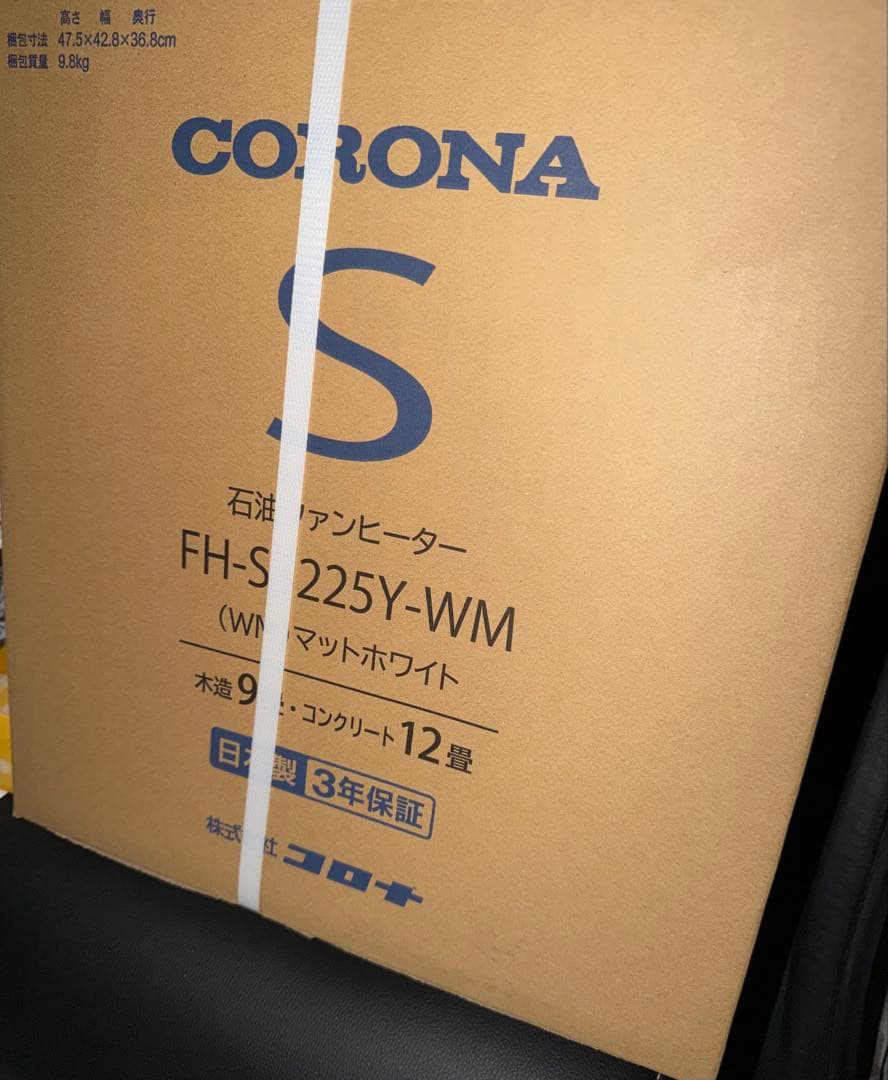 高さ 幅 奥行
梱包寸法 47.5×42.8×36.8cm
梱包質量 9.8kg
CORONA
S
石油ファンヒーター
FH-S 225Y-WM
(WM)マットホワイト
木造9畳・コンクリート12畳
日本製 3年保証
株式会社 コロナ